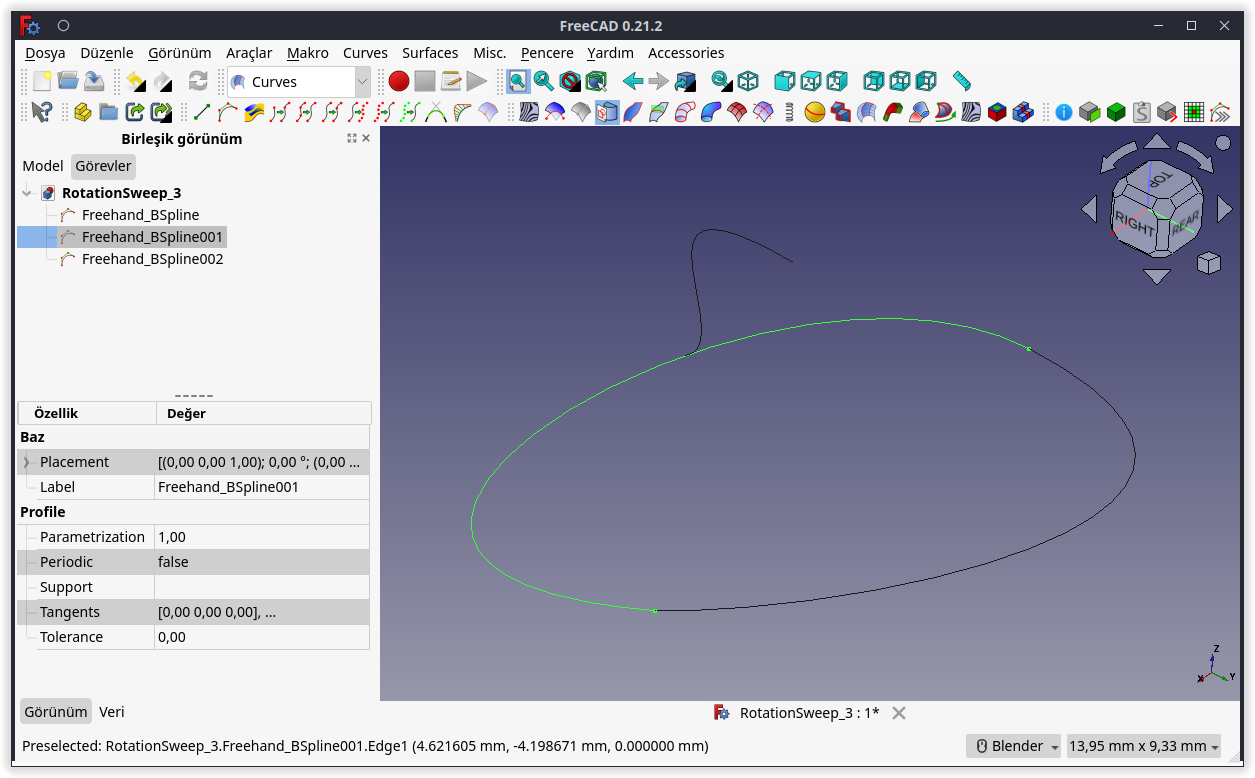 FreeCAD 0.21.2
Dosya Düzenle Görünüm Araçlar Makro Curves Surfaces Misc. Pencere Yardım Accessories
Curves
Birleşik görünüm
Model Görevler
RotationSweep_3
Freehand_BSpline
Freehand_BSpline001
Freehand_BSpline002
Özellik Değer
Baz
Placement [(0,00 0,00 1,00); 0,00 °; (0,00 ...
Label Freehand_BSpline001
Profile
Parametrization 1,00
Periodic false
Support
Tangents [0,00 0,00 0,00], ...
Tolerance 0,00
TOP
RIGHT
REAR
Z
X
Y
Görünüm Veri
RotationSweep_3 : 1*
Preselected: RotationSweep_3.Freehand_BSpline001.Edge1 (4.621605 mm, -4.198671 mm, 0.000000 mm)
Blender
13,95 mm x 9,33 mm